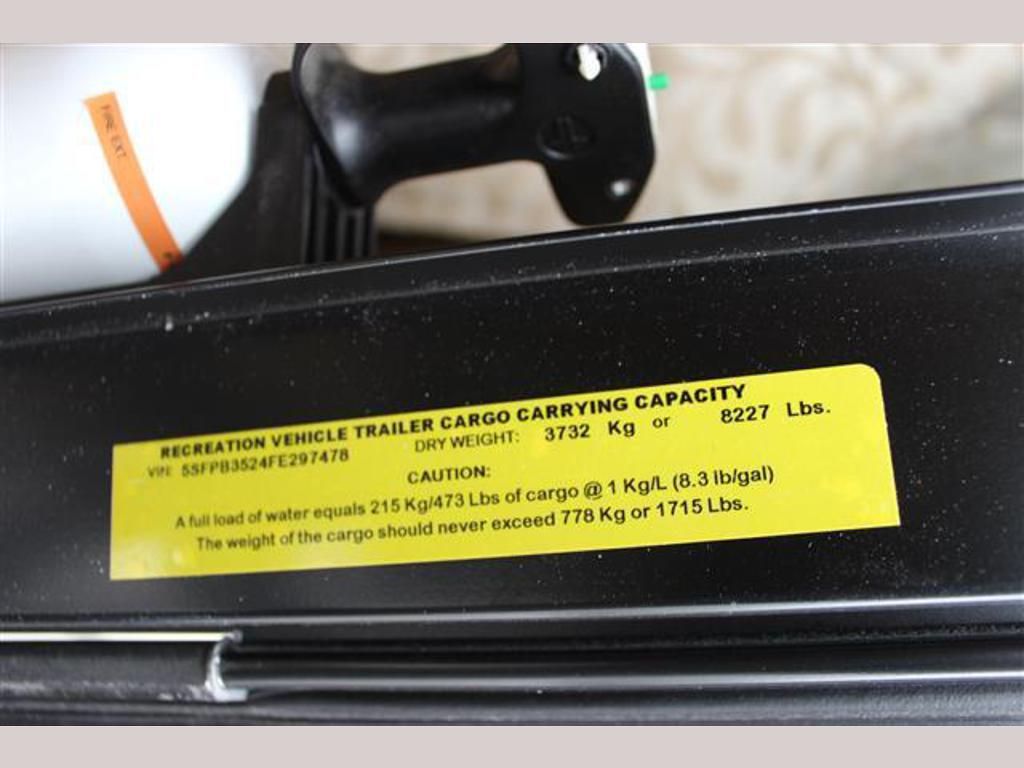 FIRE EXT
RECREATION VEHICLE TRAILER CARGO CARRYING CAPACITY
VIN: 5SFPB3524FE297478 DRY WEIGHT: 3732 Kg or 8227 Lbs.
CAUTION:
A full load of water equals 215 Kg/473 Lbs of cargo @ 1 Kg/L (8.3 lb/gal)
The weight of the cargo should never exceed 778 Kg or 1715 Lbs.